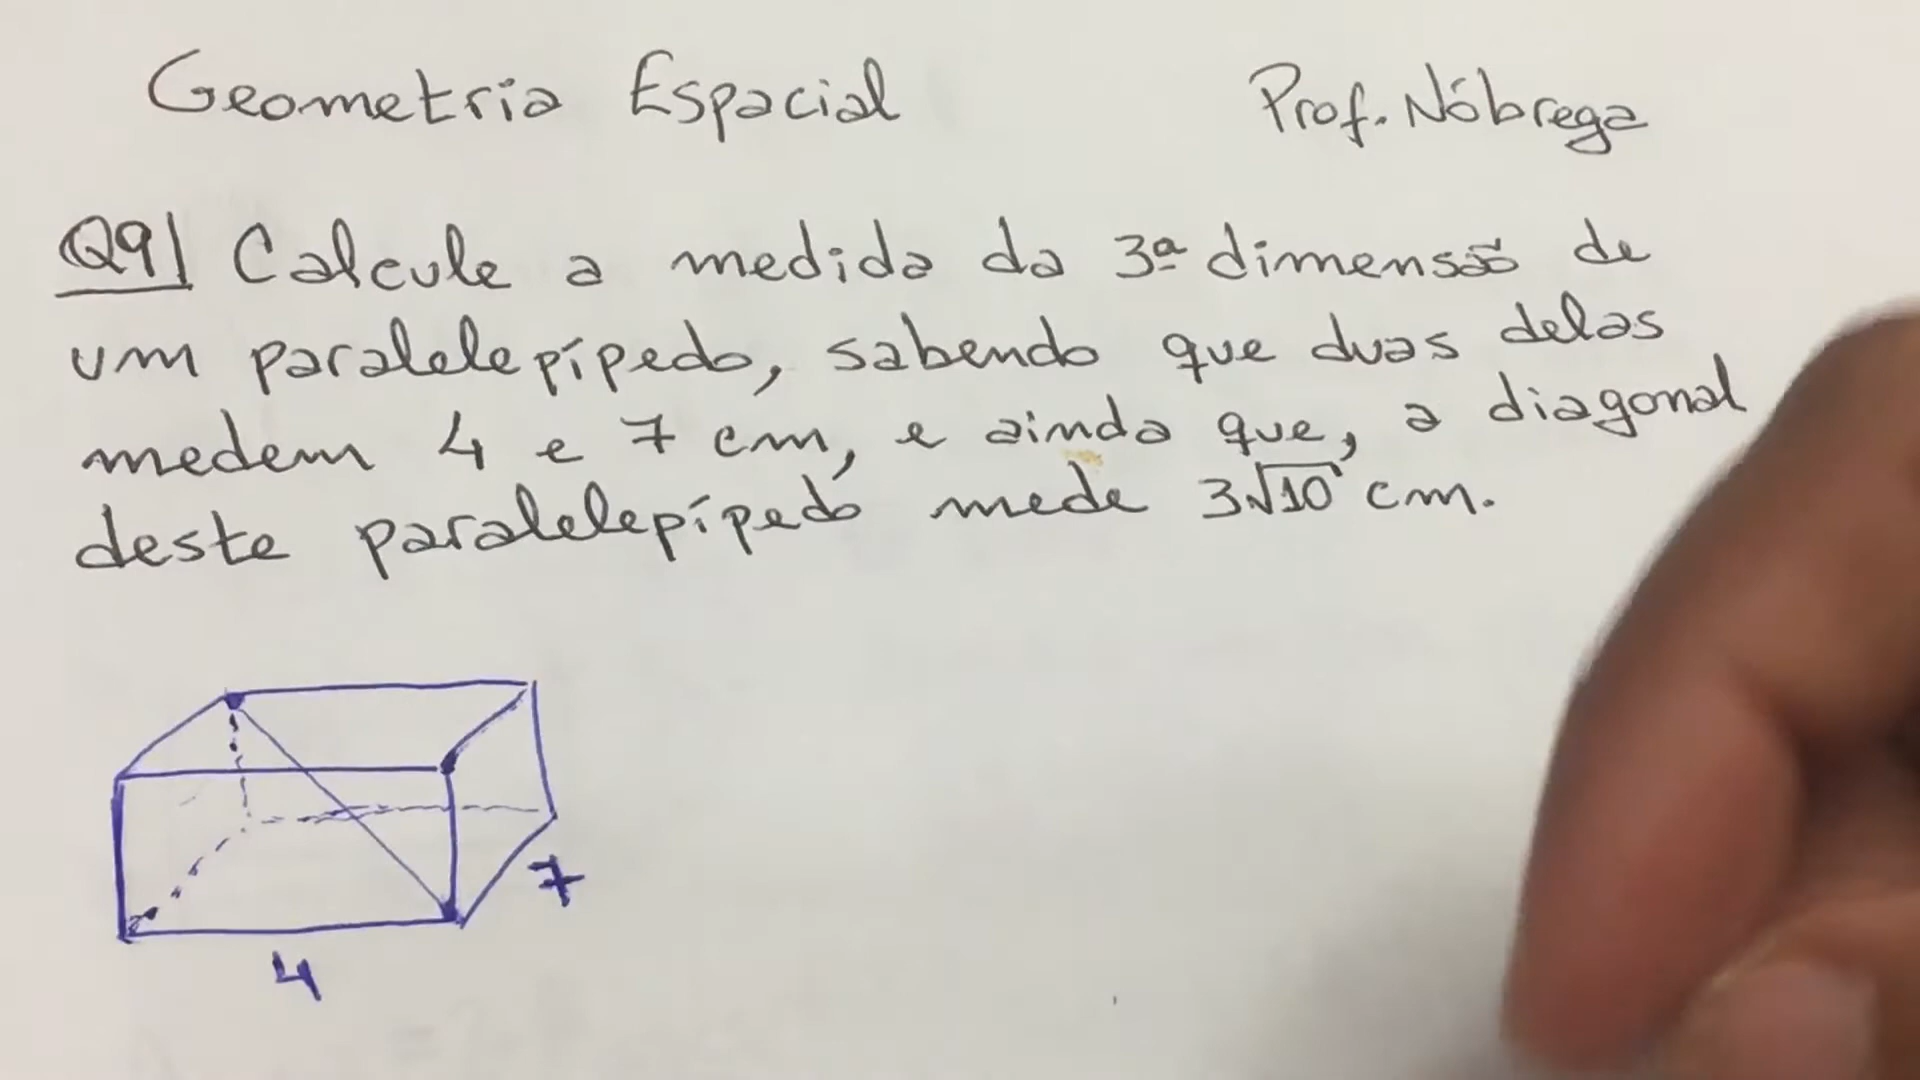 Geometria Espacial Prof. Nóbrega
Q9| Calcule a medida da 3ª dimensão de
um paralelepípedo, sabendo que duas delas
medem 4 e 7 cm, e ainda que, a diagonal
deste paralelepípedo mede 3√10 cm.
7
4